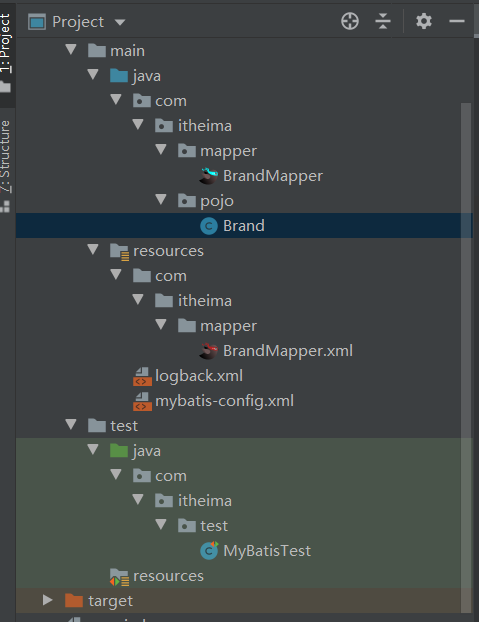 Project
1: Project
7: Structure
main
java
com
itheima
mapper
BrandMapper
pojo
Brand
resources
com
itheima
mapper
BrandMapper.xml
logback.xml
mybatis-config.xml
test
java
com
itheima
test
MyBatisTest
resources
target